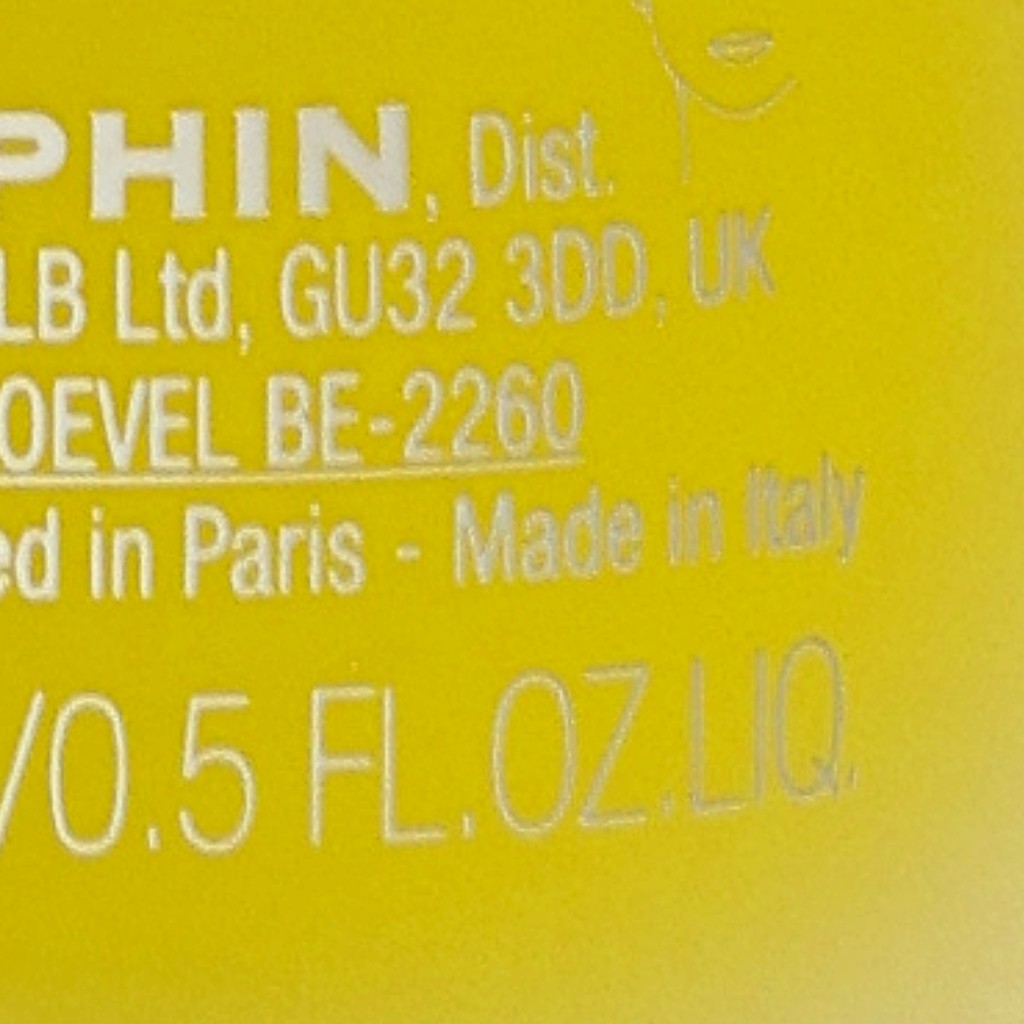 PHIN, Dist.
LB Ltd, GU32 3DD, UK
OEVEL BE-2260
ed in Paris - Made in Italy
/0.5 FL.OZ.LIQ.